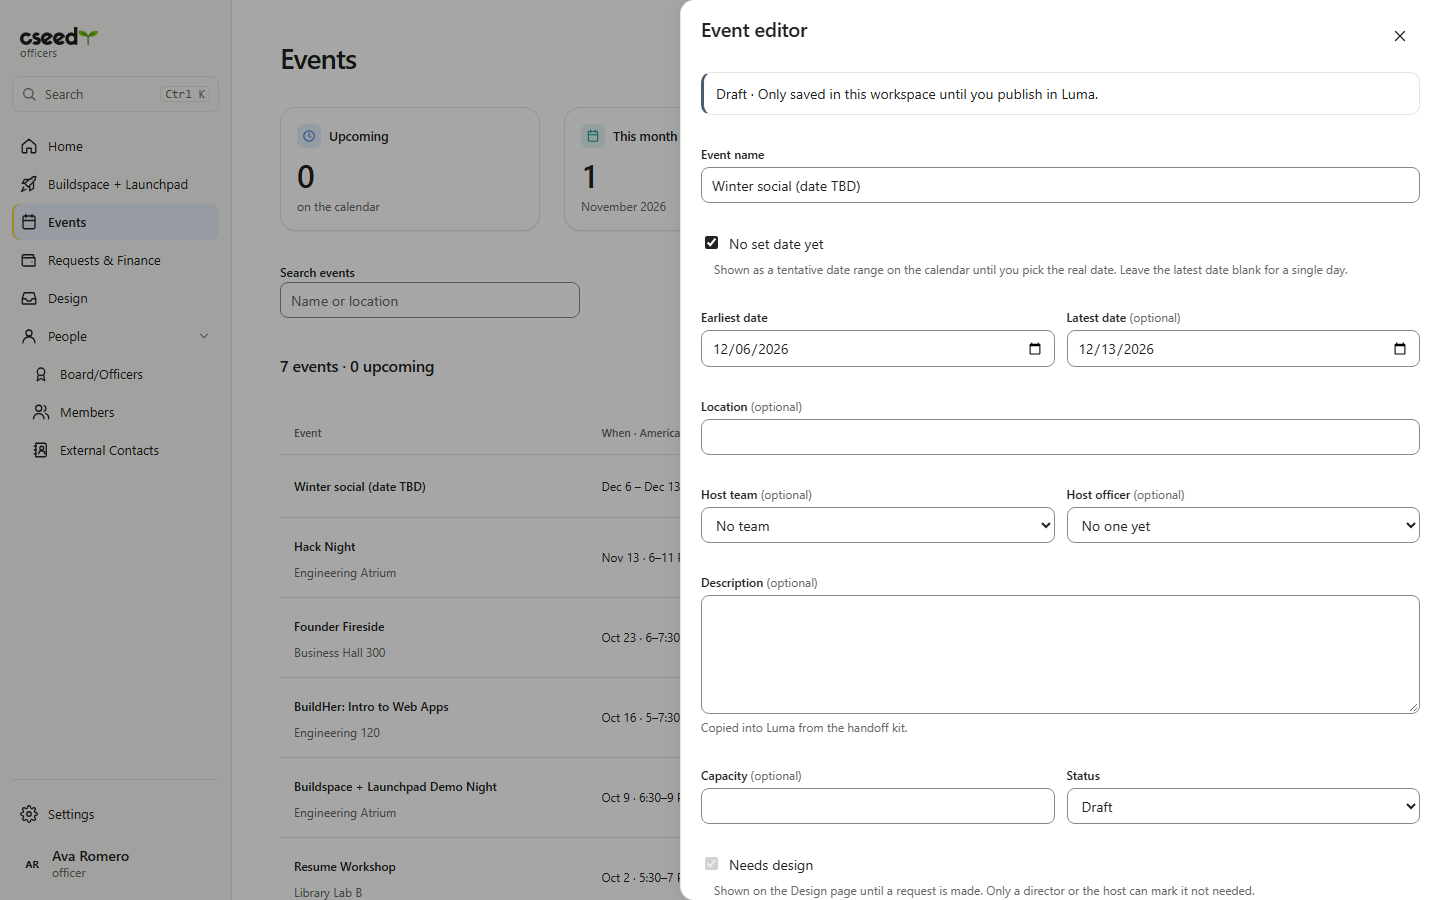 cseed
officers
Search
Ctrl K
Home
Buildspace + Launchpad
Events
Requests & Finance
Design
People
Board/Officers
Members
External Contacts
Settings
AR
Ava Romero
officer
Events
Upcoming
0
on the calendar
This month
1
November 2026
Search events
Name or location
7 events · 0 upcoming
Event
When · America
Winter social (date TBD)
Dec 6 – Dec 13
Hack Night
Engineering Atrium
Nov 13 · 6–11
Founder Fireside
Business Hall 300
Oct 23 · 6–7:30
BuildHer: Intro to Web Apps
Engineering 120
Oct 16 · 5–7:30
Buildspace + Launchpad Demo Night
Engineering Atrium
Oct 9 · 6:30–9
Resume Workshop
Library Lab B
Oct 2 · 5:30–7
Event editor
Draft · Only saved in this workspace until you publish in Luma.
Event name
Winter social (date TBD)
No set date yet
Shown as a tentative date range on the calendar until you pick the real date. Leave the latest date blank for a single day.
Earliest date
Latest date (optional)
12/06/2026
12/13/2026
Location (optional)
Host team (optional)
Host officer (optional)
No team
No one yet
Description (optional)
Copied into Luma from the handoff kit.
Capacity (optional)
Status
Draft
Needs design
Shown on the Design page until a request is made. Only a director or the host can mark it not needed.